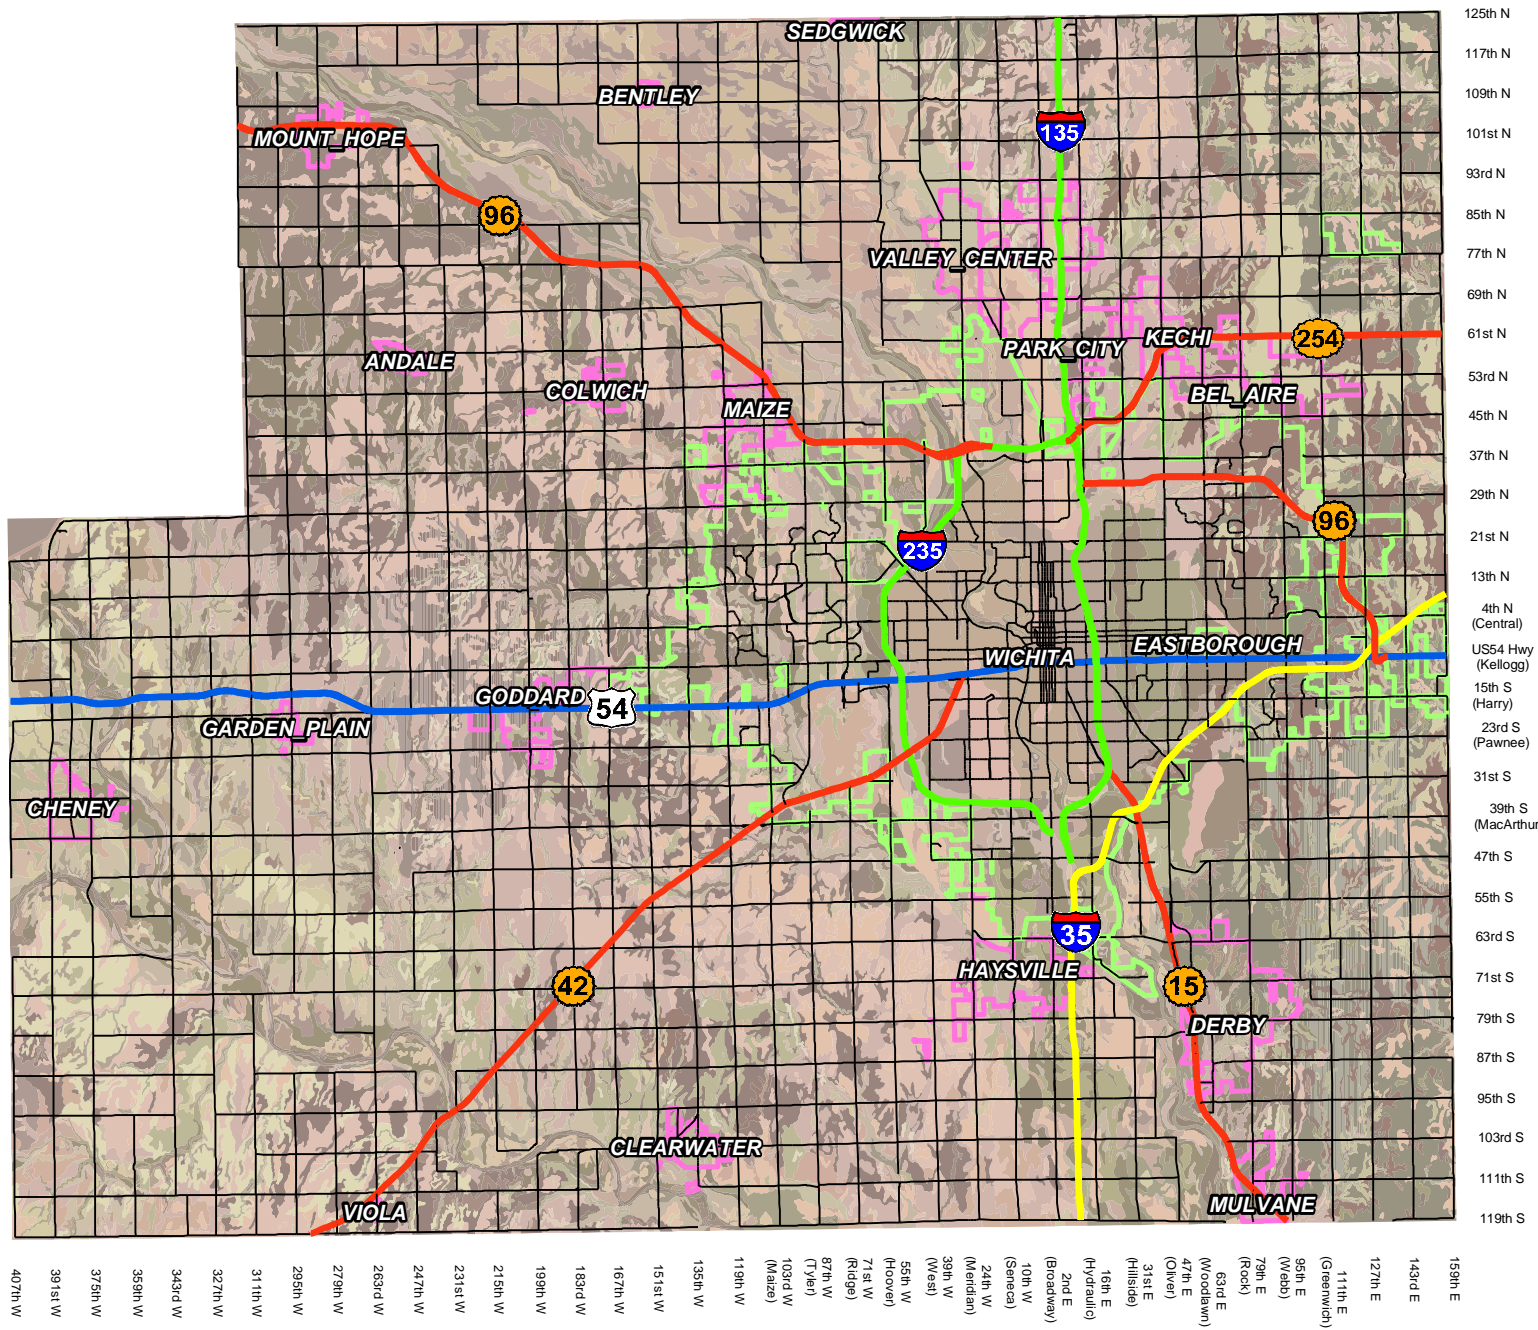 SEDGWICK
BENTLEY
135
MOUNT_HOPE
96
VALLEY_CENTER
KECHI
254
PARK_CITY
ANDALE
COLWICH
BEL_AIRE
MAIZE
96
235
EASTBOROUGH
WICHITA
GODDARD
54
GARDEN_PLAIN
CHENEY
35
HAYSVILLE
42
15
DERBY
CLEARWATER
VIOLA
MULVANE
125th N
117th N
109th N
101st N
93rd N
85th N
77th N
69th N
61st N
53rd N
45th N
37th N
29th N
21st N
13th N
4th N
(Central)
US54 Hwy
(Kellogg)
15th S
(Harry)
23rd S
(Pawnee)
31st S
39th S
(MacArthur
47th S
55th S
63rd S
71st S
79th S
87th S
95th S
103rd S
111th S
119th S
407th W
391st W
375th W
359th W
343rd W
327th W
311th W
295th W
279th W
263rd W
247th W
231st W
215th W
199th W
183rd W
167th W
151st W
135th W
119th W
103rd W
(Maize)
87th W
(Tyler)
71st W
(Ridge)
55th W
(Hoover)
39th W
(West)
24th W
(Meridian)
10th W
(Seneca)
2nd E
(Broadway)
16th E
(Hydraulic)
31st E
(Hillside)
47th E
(Oliver)
63rd E
(Woodlawn)
79th E
(Rock)
95th E
(Webb)
111th E
(Greenwich)
127th E
143rd E
159th E